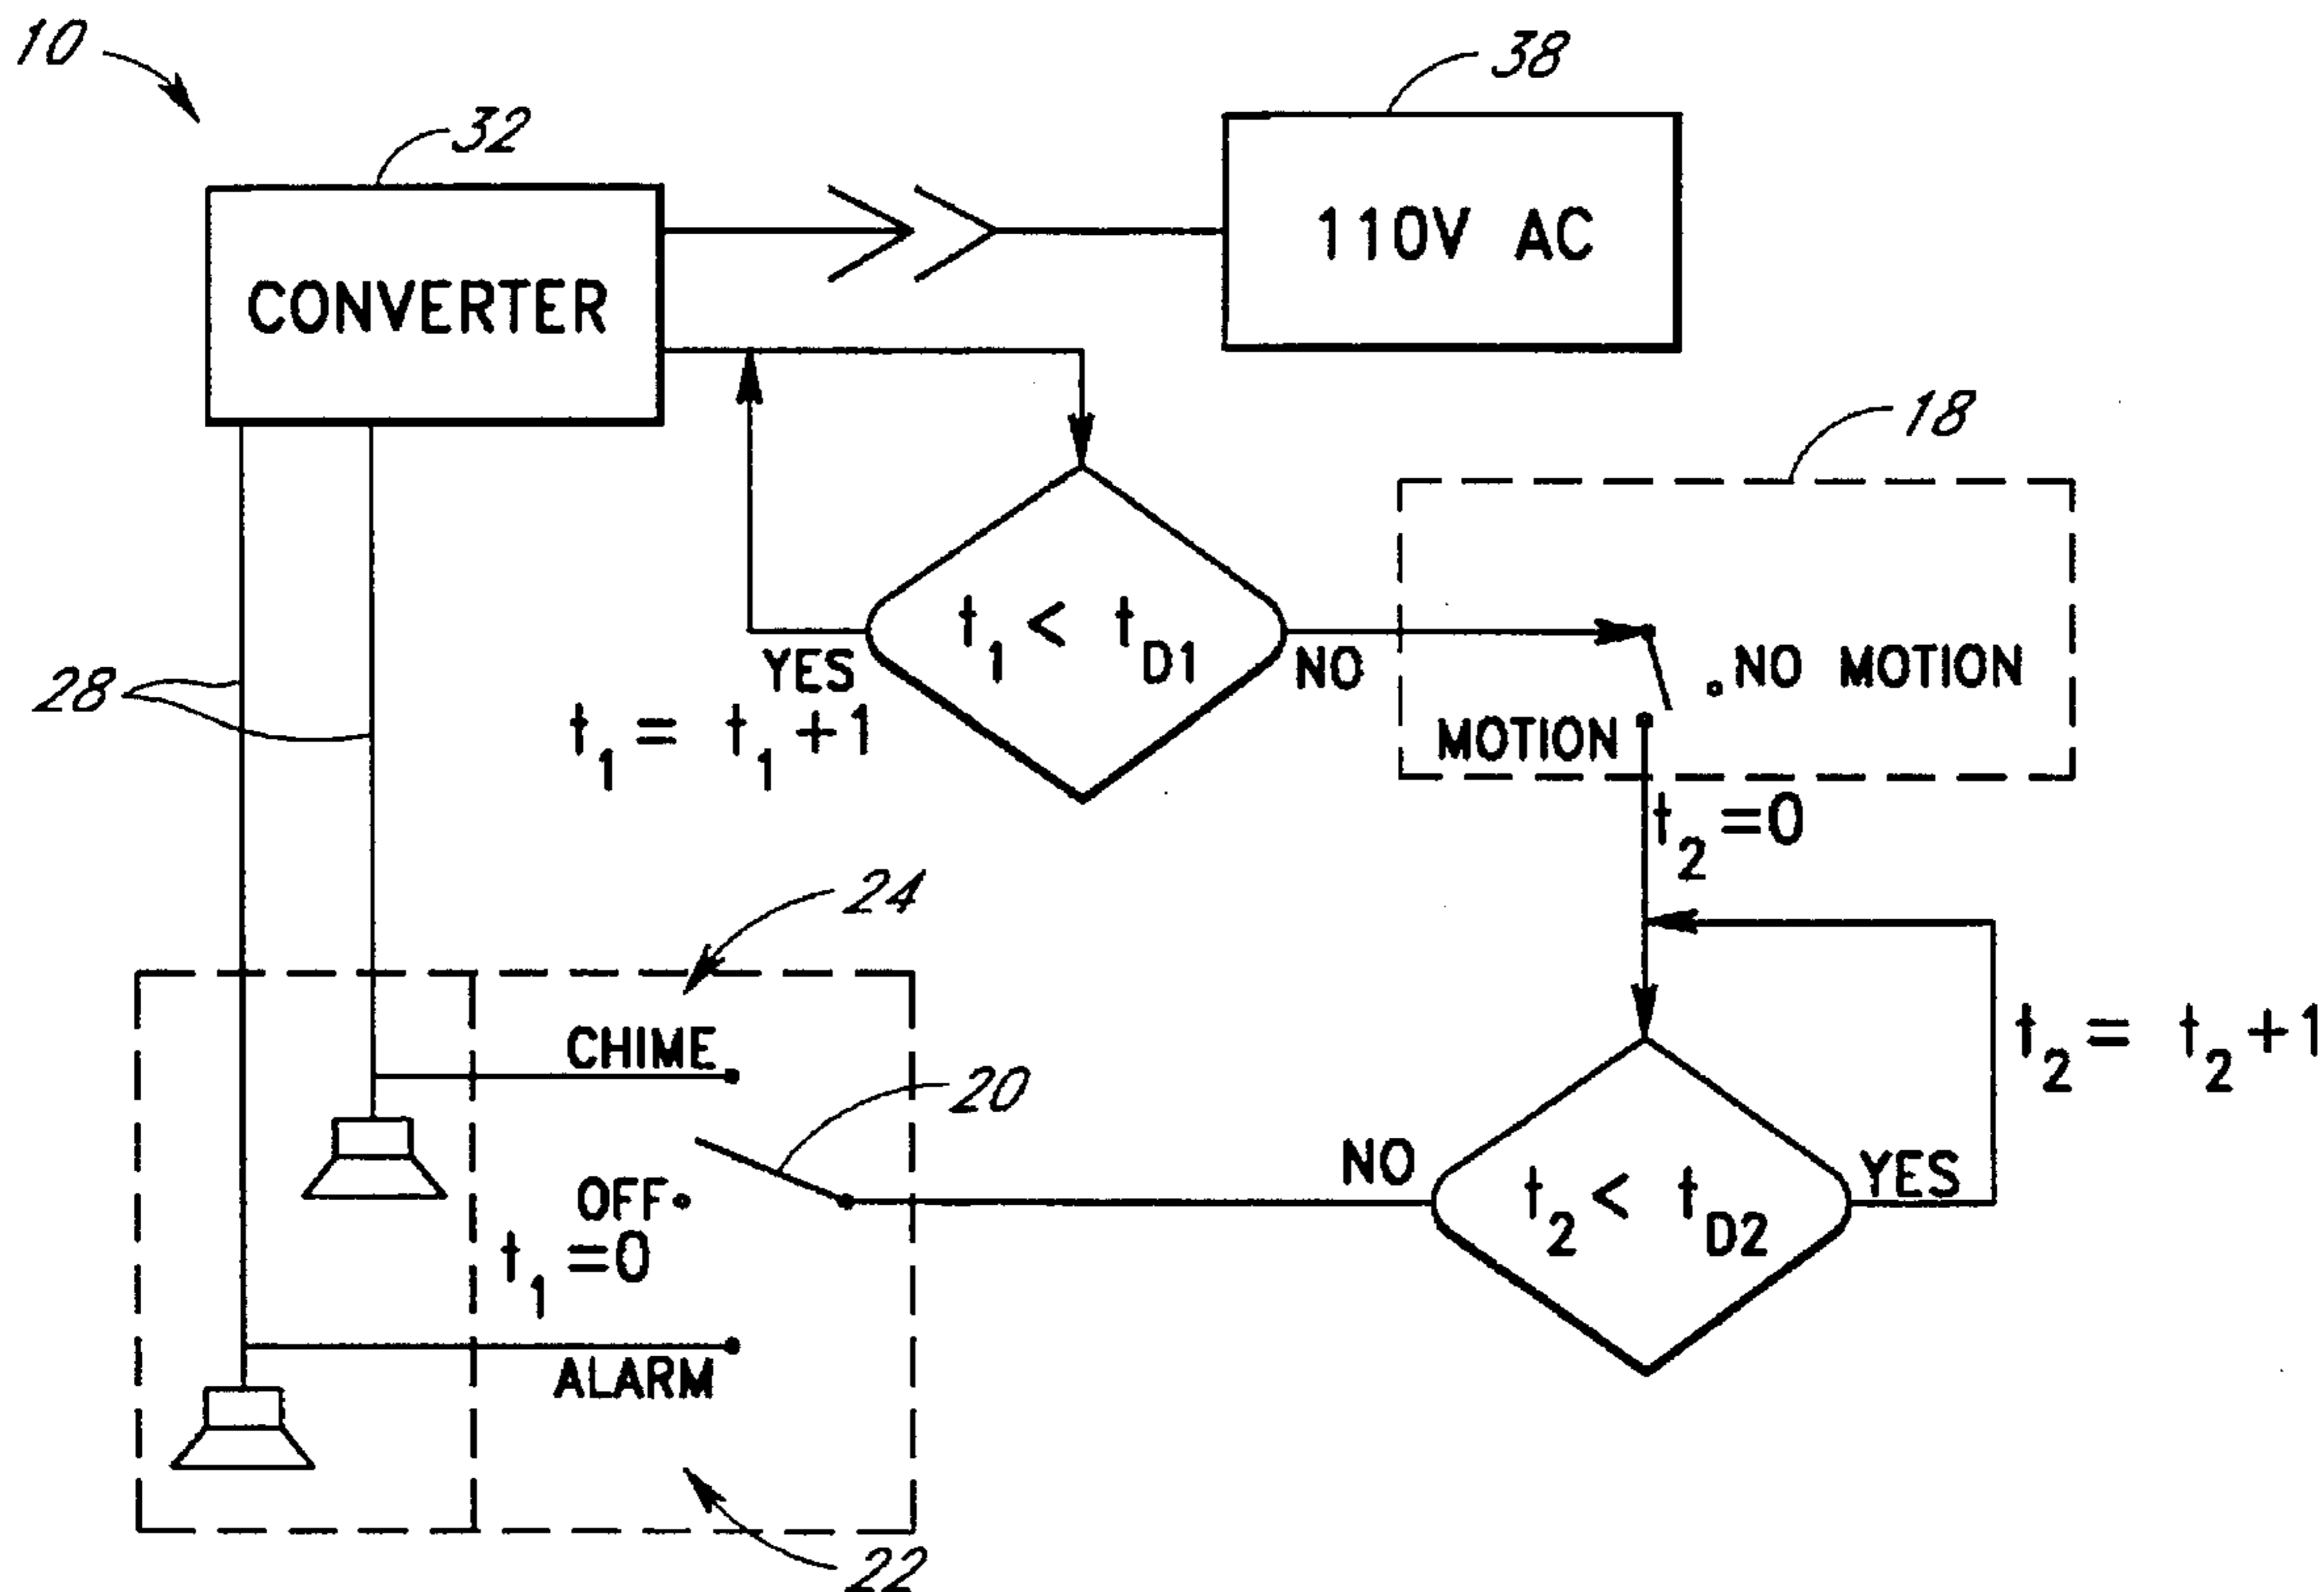 10
38
32
110V AC
CONVERTER
18
t1 < tD1
YES
NO
NO MOTION
28
t1 = t1 +1
MOTION
t2 =0
24
CHIME
t2 = t2 +1
20
NO
YES
OFF
t2 < tD2
t1 =0
ALARM
22